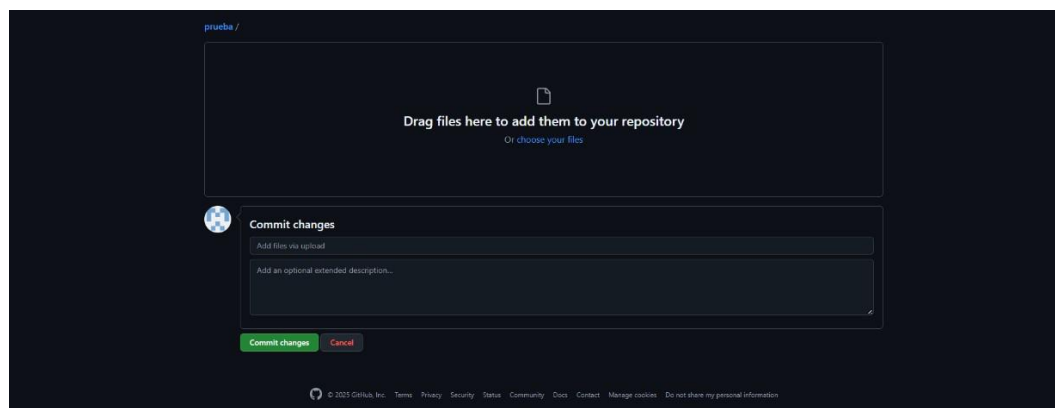 prueba /
Drag files here to add them to your repository
Or choose your files
Commit changes
Add files via upload
Add an optional extended description...
Commit changes Cancel
© 2025 GitHub, Inc. Terms Privacy Security Status Community Docs Contact Manage cookies Do not share my personal information